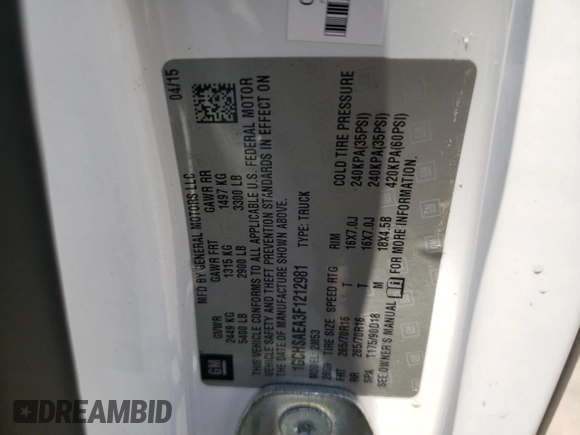 04/15
MFD BY GENERAL MOTORS LLC
GVWR GAWR FRT GAWR RR
2449 KG 1315 KG 1497 KG
5400 LB 2900 LB 3300 LB
GM
THIS VEHICLE CONFORMS TO ALL APPLICABLE U.S. FEDERAL MOTOR
VEHICLE SAFETY AND THEFT PREVENTION STANDARDS IN EFFECT ON
THE DATE OF MANUFACTURE SHOWN ABOVE.
1GCHSAEA3F1212981 TYPE: TRUCK
MODEL: 2M53
TIRE SIZE SPEED RTG RIM COLD TIRE PRESSURE
FRT 265/70R16 T 16X7.0J 240KPA(35PSI)
RR 265/70R16 T 16X7.0J 240KPA(35PSI)
SPA T175/90D18 M 18X4.5B 420KPA(60PSI)
SEE OWNER'S MANUAL FOR MORE INFORMATION.
DREAMBID